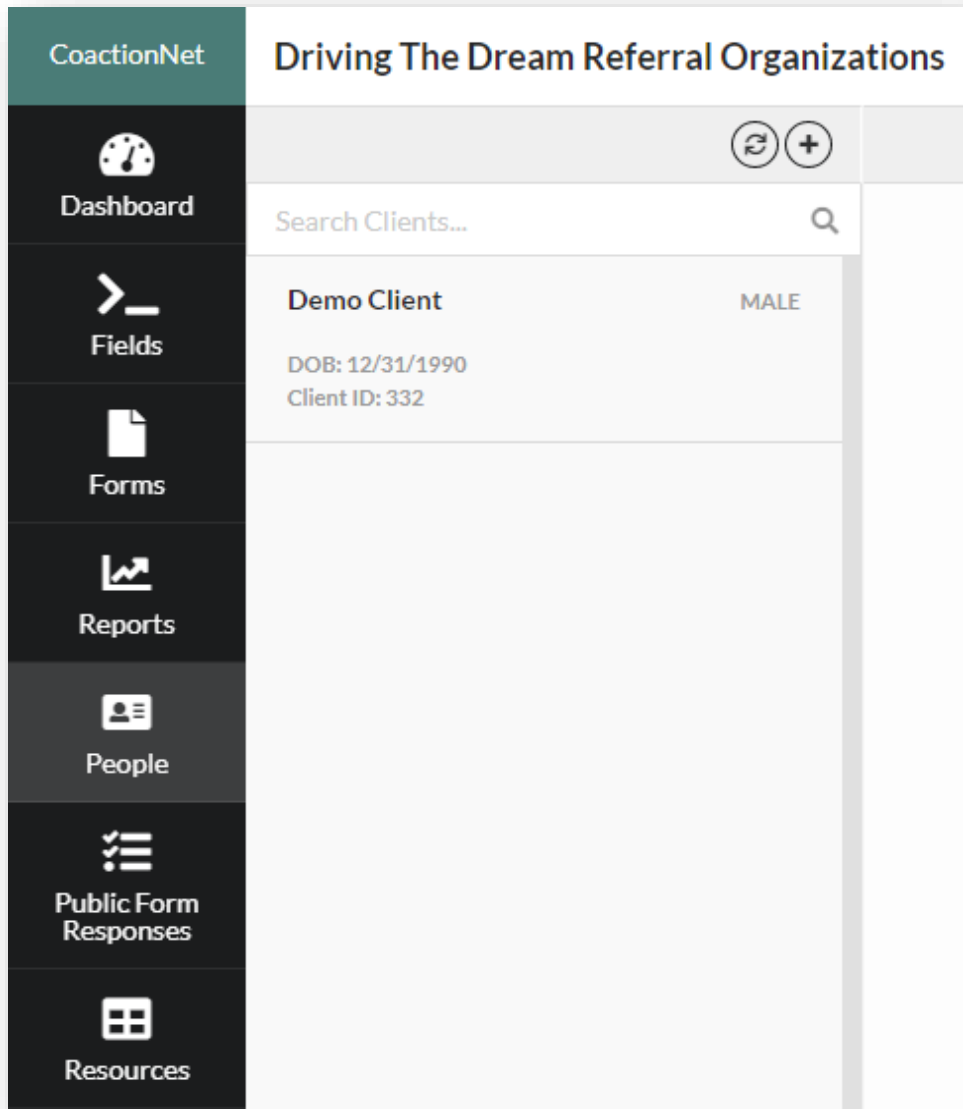 CoactionNet
Driving The Dream Referral Organizations
Dashboard
Fields
Forms
Reports
People
Public Form
Responses
Resources
Search Clients...
Demo Client
MALE
DOB: 12/31/1990
Client ID: 332